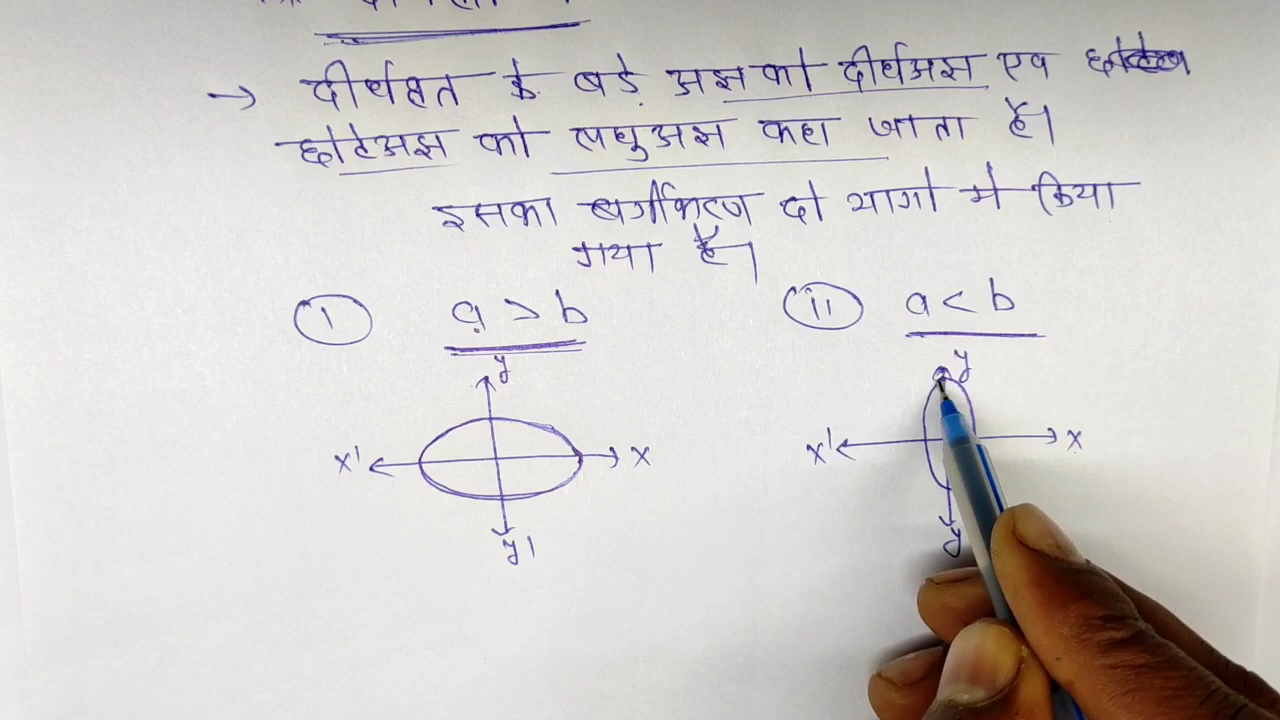 → दीर्घवृत के बड़े अक्ष को दीर्घअक्ष एव
छोटेअक्ष को लघुअक्ष कहा जाता है।
इसका वर्गीकरण दो भागो मे किया
गया है।
i a > b
ii a < b
y
y
x' x
x' x
y'
y